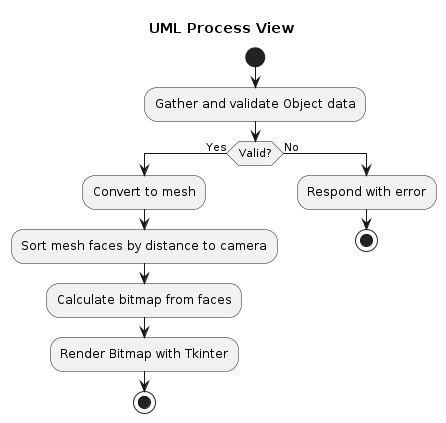 UML Process View
Gather and validate Object data
Yes
Valid?
No
Convert to mesh
Respond with error
Sort mesh faces by distance to camera
Calculate bitmap from faces
Render Bitmap with Tkinter